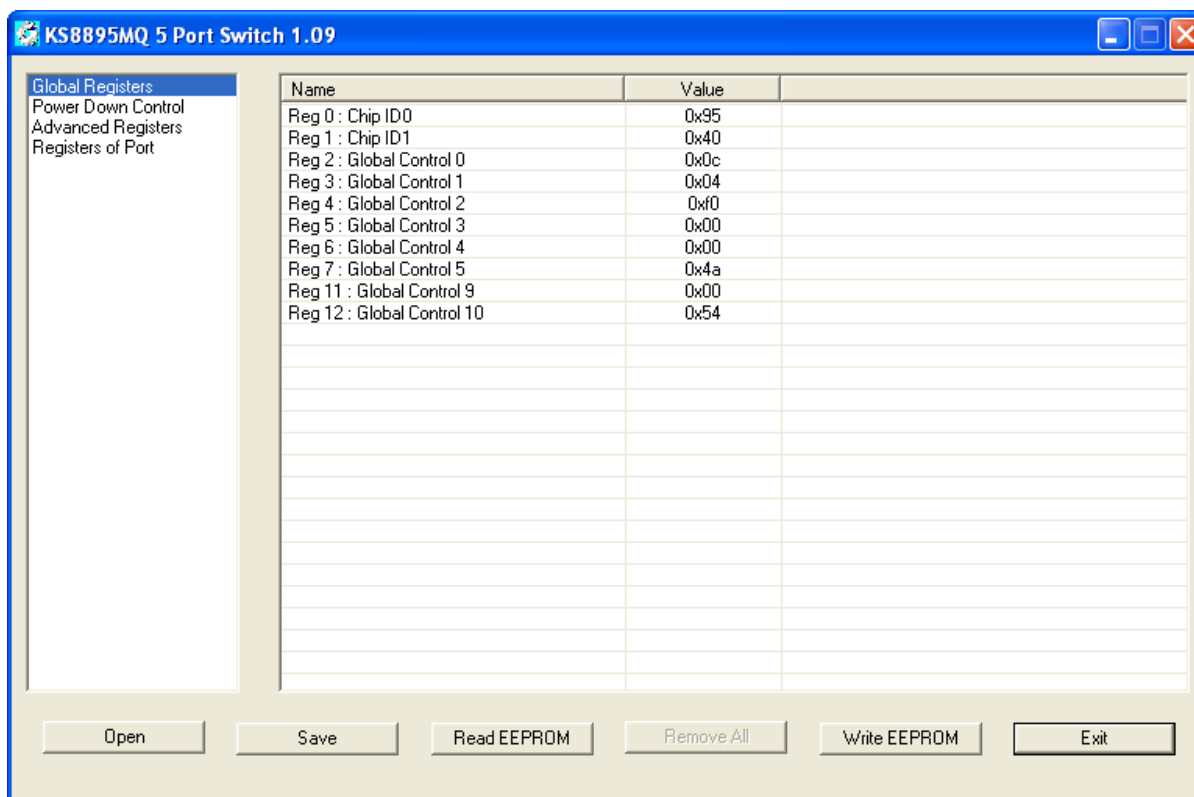 KS8895MQ 5 Port Switch 1.09
Global Registers
Power Down Control
Advanced Registers
Registers of Port
Name Value
Reg 0 : Chip ID0 0x95
Reg 1 : Chip ID1 0x40
Reg 2 : Global Control 0 0x0c
Reg 3 : Global Control 1 0x04
Reg 4 : Global Control 2 0xf0
Reg 5 : Global Control 3 0x00
Reg 6 : Global Control 4 0x00
Reg 7 : Global Control 5 0x4a
Reg 11 : Global Control 9 0x00
Reg 12 : Global Control 10 0x54
Open Save Read EEPROM Remove All Write EEPROM Exit